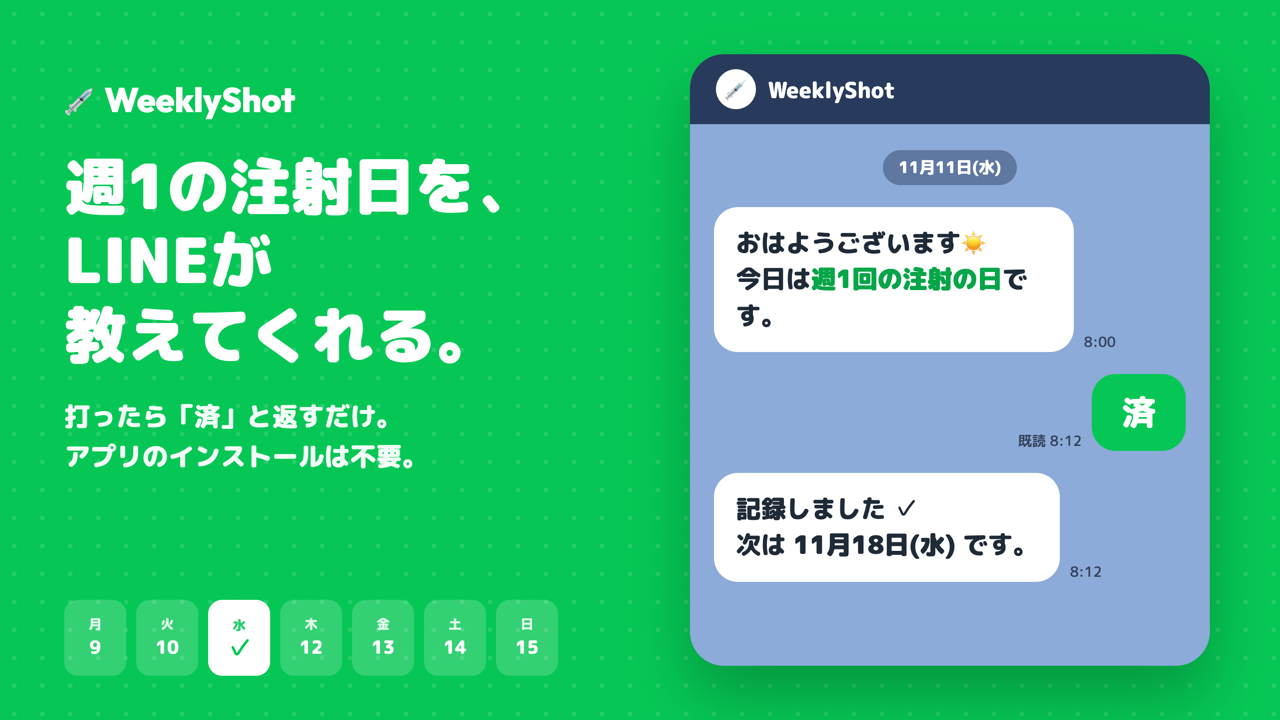 WeeklyShot
週1の注射日を、
LINEが
教えてくれる。
打ったら「済」と返すだけ。
アプリのインストールは不要。
月 火 水 木 金 土 日
9 10 ✓ 12 13 14 15
WeeklyShot
11月11日(水)
おはようございます☀️
今日は週1回の注射の日で
す。
8:00
済
既読 8:12
記録しました ✓
次は 11月18日(水) です。
8:12